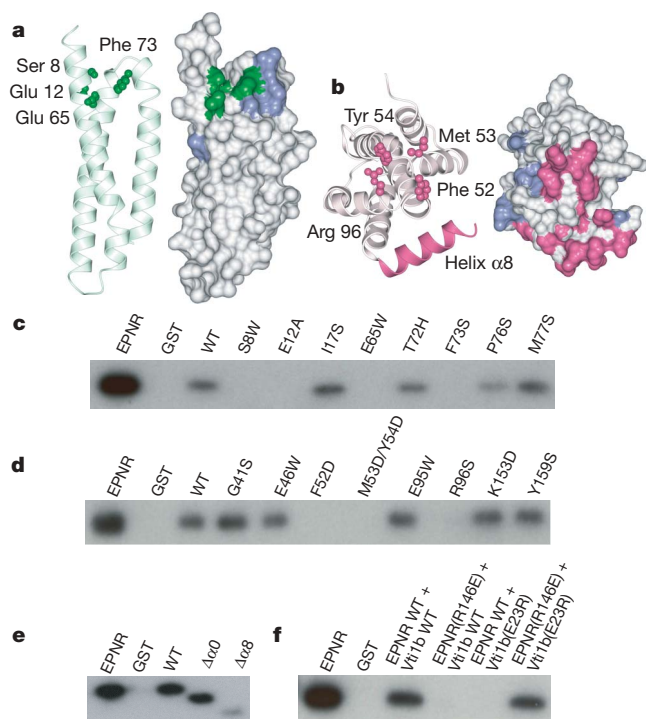 a
Phe 73
Ser 8
Glu 12
Glu 65
b
Tyr 54
Met 53
Phe 52
Arg 96
Helix α8
c
EPNR
GST
WT
S8W
E12A
I17S
E65W
T72H
F73S
P76S
M77S
d
EPNR
GST
WT
G41S
E46W
F52D
M53D/Y54D
E95W
R96S
K153D
Y159S
e
EPNR
GST
WT
Δα0
Δα8
f
EPNR
GST
EPNR WT +
Vti1b WT
EPNR(R146E) +
Vti1b WT
EPNR WT +
Vti1b(E23R)
EPNR(R146E) +
Vti1b(E23R)